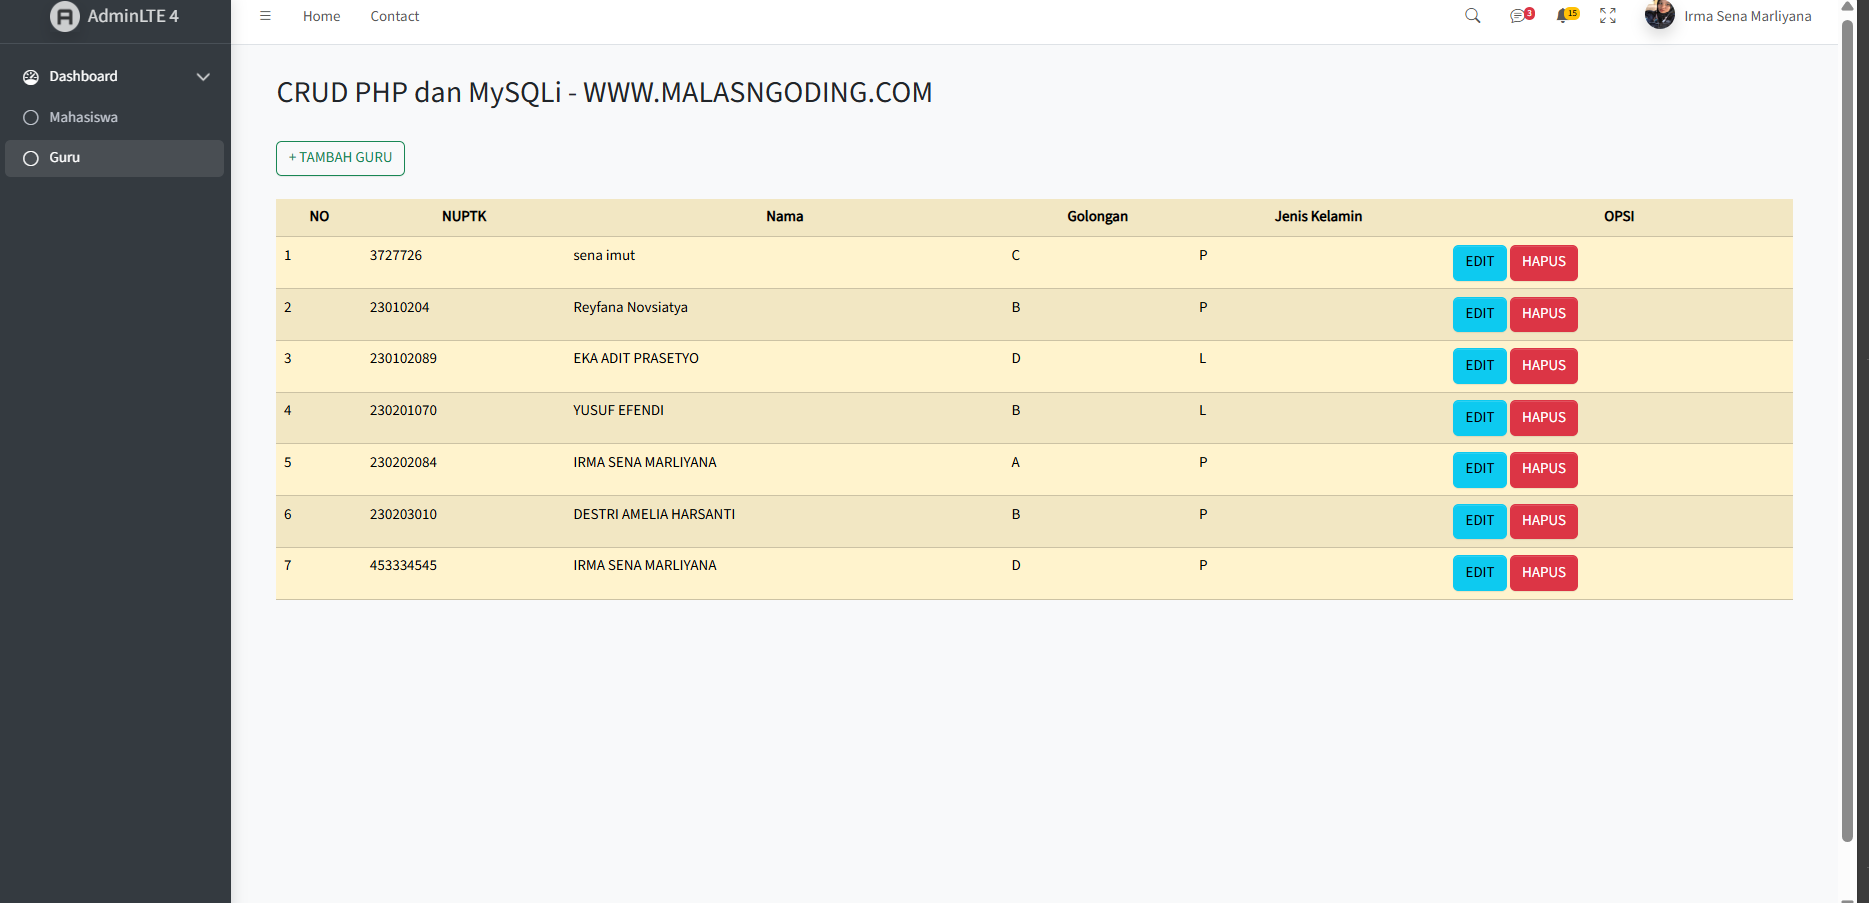 AdminLTE 4
Home Contact 3 15 Irma Sena Marliyana
Dashboard
Mahasiswa
Guru
CRUD PHP dan MySQLi - WWW.MALASNGODING.COM
+ TAMBAH GURU
NO NUPTK Nama Golongan Jenis Kelamin OPSI
1 3727726 sena imut C P EDIT HAPUS
2 23010204 Reyfana Novsiatya B P EDIT HAPUS
3 230102089 EKA ADIT PRASETYO D L EDIT HAPUS
4 230201070 YUSUF EFENDI B L EDIT HAPUS
5 230202084 IRMA SENA MARLIYANA A P EDIT HAPUS
6 230203010 DESTRI AMELIA HARSANTI B P EDIT HAPUS
7 453334545 IRMA SENA MARLIYANA D P EDIT HAPUS